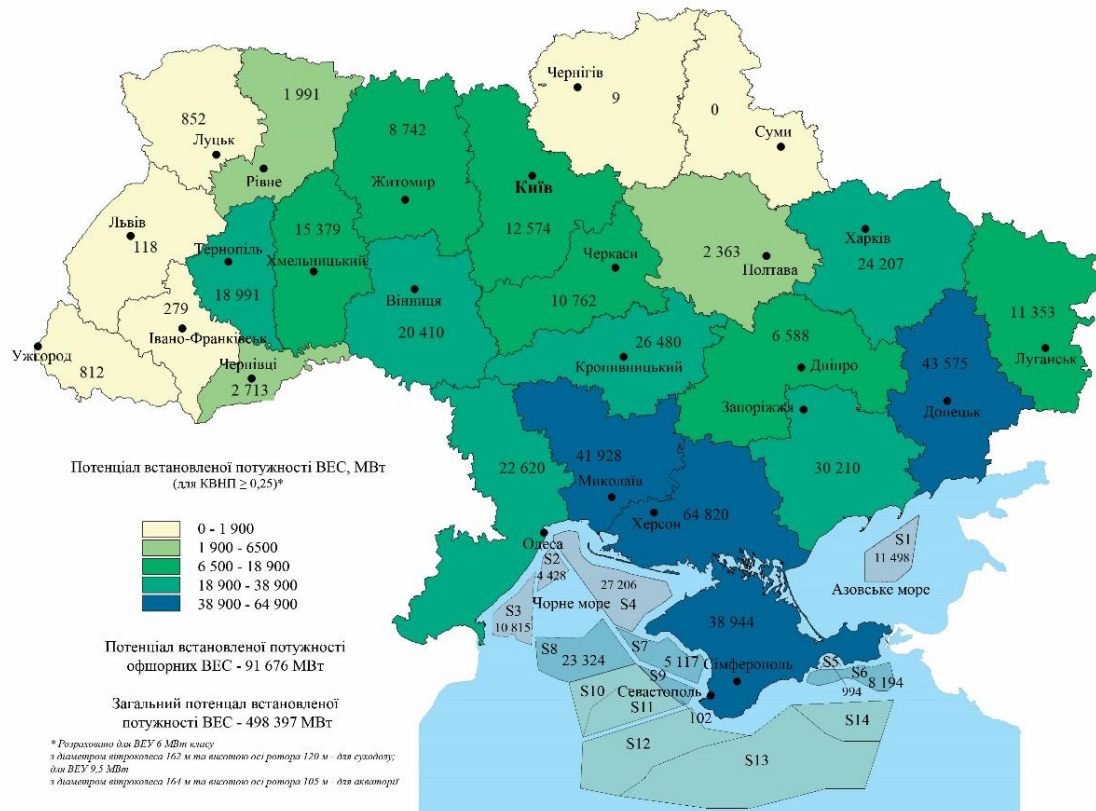 Чернігів
9
0
Суми
1 991
852
Луцьк
Рівне
8 742
Житомир
Київ
12 574
Львів
118
Тернопіль
18 991
15 379
Хмельницький
Черкаси
10 762
2 363
Полтава
Харків
24 207
279
Івано-Франківськ
Вінниця
20 410
Ужгород
812
Чернівці
2 713
26 480
Кропивницький
6 588
Дніпро
11 353
Луганськ
43 575
Донецьк
Запоріжжя
30 210
22 620
41 928
Миколаїв
Херсон
64 820
Одеса
S1
11 498
Азовське море
S2
4 428
S3
10 815
27 206
S4
Чорне море
38 944
Сімферополь
Севастополь
102
S8
23 324
S7
5 117
S9
S10
S11
S5
S6
994
8 194
S12
S13
S14
Потенціал встановленої потужності ВЕС, МВт
(для КВНП ≥ 0,25)*
0 - 1 900
1 900 - 6500
6 500 - 18 900
18 900 - 38 900
38 900 - 64 900
Потенціал встановленої потужності
офшорних ВЕС - 91 676 МВт
Загальний потенцал встановленої
потужності ВЕС - 498 397 МВт
* Розраховано для ВЕУ 6 МВт класу
з діаметром вітроколеса 162 м та висотою осі ротора 120 м - для суходолу;
для ВЕУ 9,5 МВт
з діаметром вітроколеса 164 м та висотою осі ротора 105 м - для акваторії